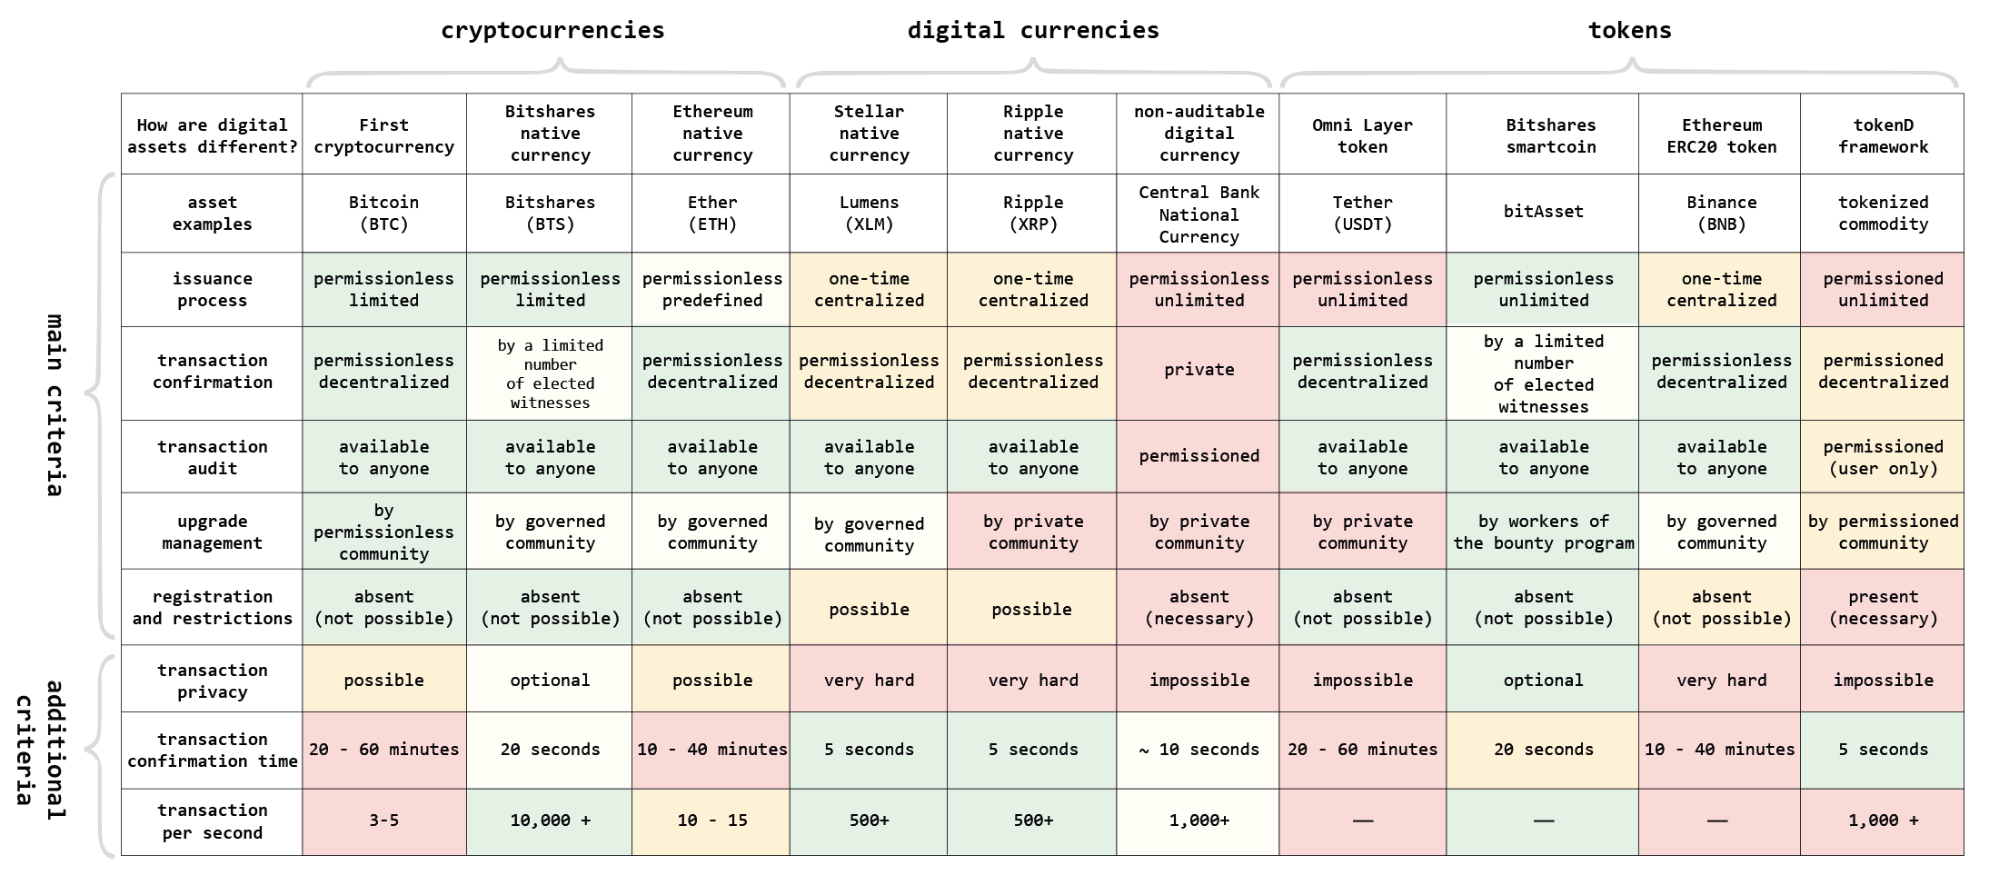 cryptocurrencies
digital currencies
tokens
How are digital
assets different?
First
cryptocurrency
Bitshares
native
currency
Ethereum
native
currency
Stellar
native
currency
Ripple
native
currency
non-auditable
digital
currency
Omni Layer
token
Bitshares
smartcoin
Ethereum
ERC20 token
tokenD
framework
main criteria
asset
examples
Bitcoin
(BTC)
Bitshares
(BTS)
Ether
(ETH)
Lumens
(XLM)
Ripple
(XRP)
Central Bank
National
Currency
Tether
(USDT)
bitAsset
Binance
(BNB)
tokenized
commodity
issuance
process
permissionless
limited
permissionless
limited
permissionless
predefined
one-time
centralized
one-time
centralized
permissionless
unlimited
permissionless
unlimited
permissionless
unlimited
one-time
centralized
permissioned
unlimited
transaction
confirmation
permissionless
decentralized
by a limited
number
of elected
witnesses
permissionless
decentralized
permissionless
decentralized
permissionless
decentralized
private
permissionless
decentralized
by a limited
number
of elected
witnesses
permissionless
decentralized
permissioned
decentralized
transaction
audit
available
to anyone
available
to anyone
available
to anyone
available
to anyone
available
to anyone
permissioned
available
to anyone
available
to anyone
available
to anyone
permissioned
(user only)
upgrade
management
by
permissionless
community
by governed
community
by governed
community
by governed
community
by private
community
by private
community
by private
community
by workers of
the bounty program
by governed
community
by permissioned
community
registration
and restrictions
absent
(not possible)
absent
(not possible)
absent
(not possible)
possible
possible
absent
(necessary)
absent
(not possible)
absent
(not possible)
absent
(not possible)
present
(necessary)
additional
criteria
transaction
privacy
possible
optional
possible
very hard
very hard
impossible
impossible
optional
very hard
impossible
transaction
confirmation time
20 - 60 minutes
20 seconds
10 - 40 minutes
5 seconds
5 seconds
~ 10 seconds
20 - 60 minutes
20 seconds
10 - 40 minutes
5 seconds
transaction
per second
3-5
10,000 +
10 - 15
500+
500+
1,000+
—
—
—
1,000 +